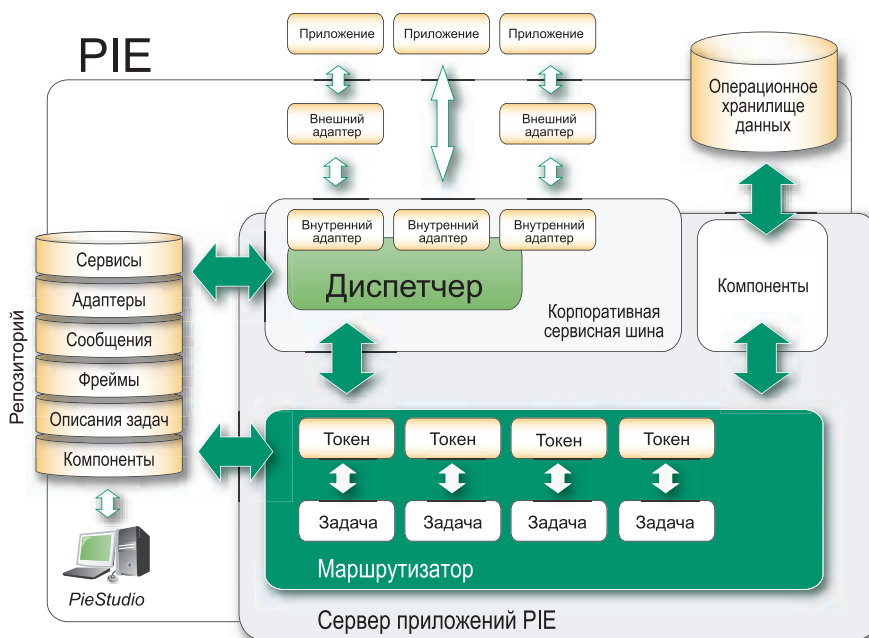 PIE
Приложение
Приложение
Приложение
Внешний
адаптер
Внешний
адаптер
Операционное
хранилище
данных
Внутренний
адаптер
Внутренний
адаптер
Внутренний
адаптер
Диспетчер
Корпоративная
сервисная шина
Компоненты
Репозиторий
Сервисы
Адаптеры
Сообщения
Фреймы
Описания задач
Компоненты
PieStudio
Токен
Токен
Токен
Токен
Задача
Задача
Задача
Задача
Маршрутизатор
Сервер приложений PIE